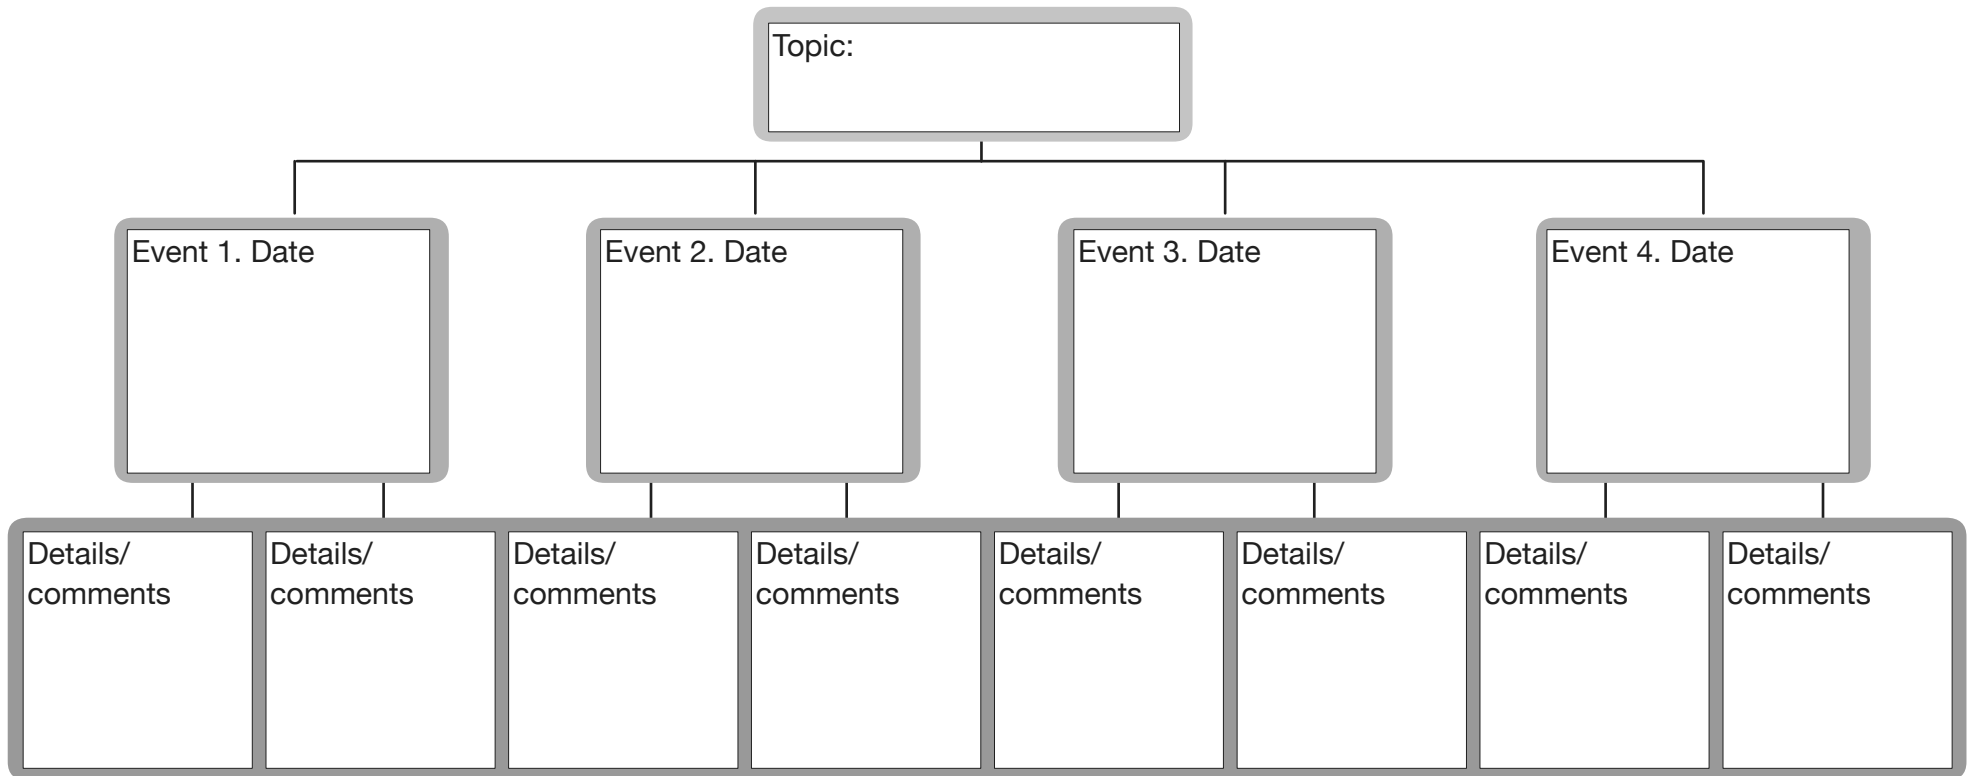 Topic:
Event 1. Date
Event 2. Date
Event 3. Date
Event 4. Date
Details/
comments
Details/
comments
Details/
comments
Details/
comments
Details/
comments
Details/
comments
Details/
comments
Details/
comments